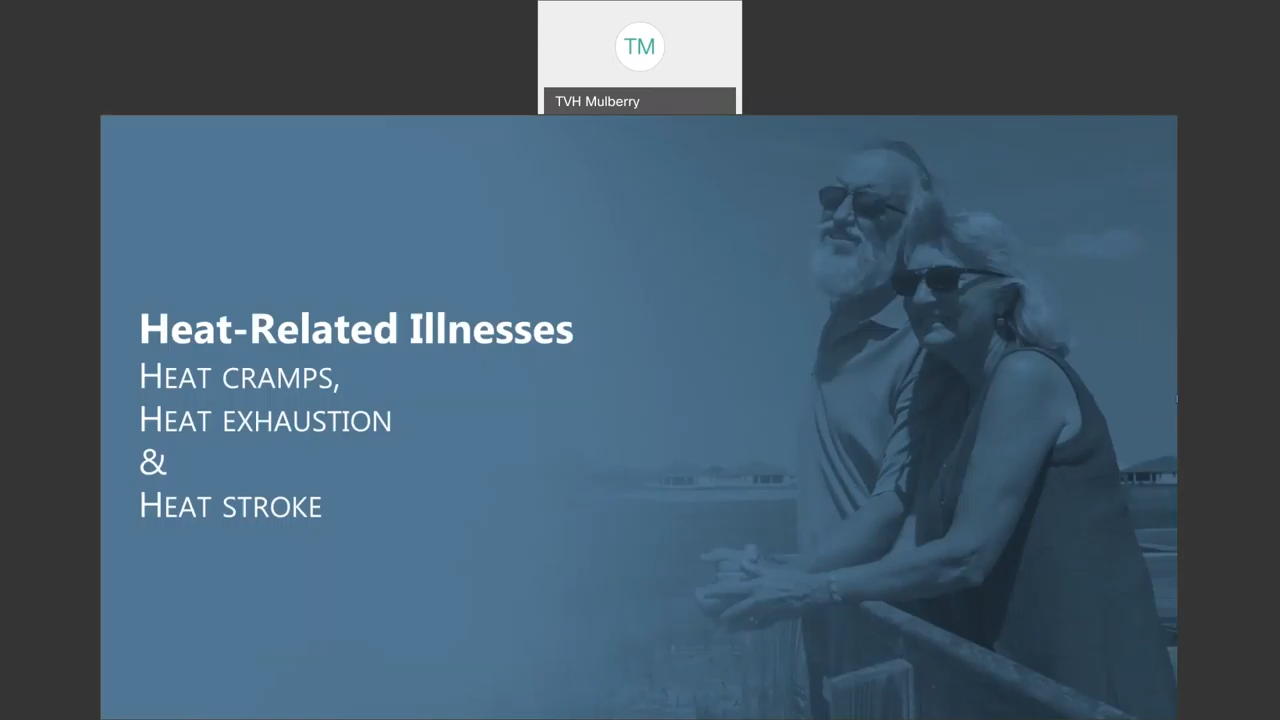 TM
TVH Mulberry
Heat-Related Illnesses
HEAT CRAMPS,
HEAT EXHAUSTION
&
HEAT STROKE